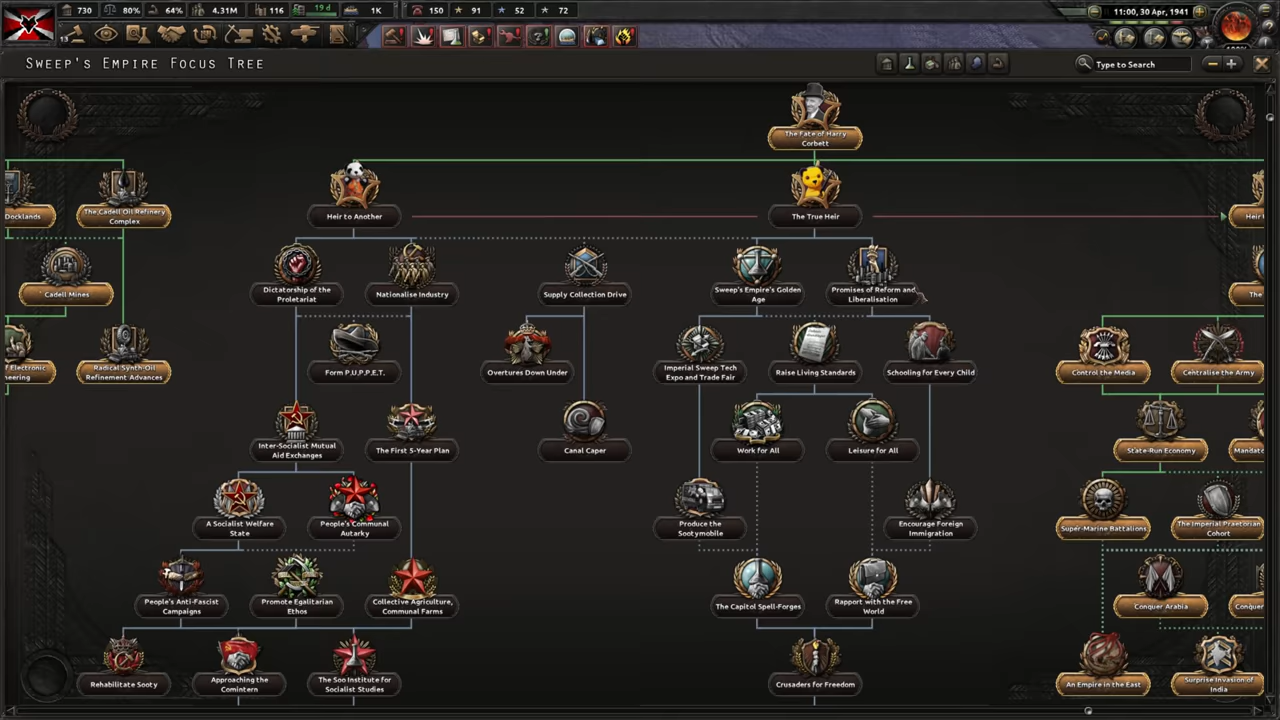 730 80% 64% 4.31M 116 19 d 1K 150 91 52 72 11:00, 30 Apr, 1941
Sweep's Empire Focus Tree
Type to Search
The Fate of Harry
Corbett
Docklands
The Cadell Oil Refinery
Complex
Heir to Another
The True Heir
Cadell Mines
Dictatorship of the
Proletariat
Nationalise Industry
Supply Collection Drive
Sweep's Empire's Golden
Age
Promises of Reform and
Liberalisation
The
of Electronic
neering
Radical Synth-Oil
Refinement Advances
Form P.U.P.P.E.T.
Overtures Down Under
Imperial Sweep Tech
Expo and Trade Fair
Raise Living Standards
Schooling for Every Child
Control the Media
Centralise the Army
Inter-Socialist Mutual
Aid Exchanges
The First 5-Year Plan
Canal Caper
Work for All
Leisure for All
State-Run Economy
Mandato
A Socialist Welfare
State
People's Communal
Autarky
Produce the
Sootymobile
Encourage Foreign
Immigration
Super-Marine Battalions
The Imperial Praetorian
Cohort
People's Anti-Fascist
Campaigns
Promote Egalitarian
Ethos
Collective Agriculture,
Communal Farms
The Capitol Spell-Forges
Rapport with the Free
World
Conquer Arabia
Conquer
Rehabilitate Sooty
Approaching the
Comintern
The Soo Institute for
Socialist Studies
Crusaders for Freedom
An Empire in the East
Surprise Invasion of
India